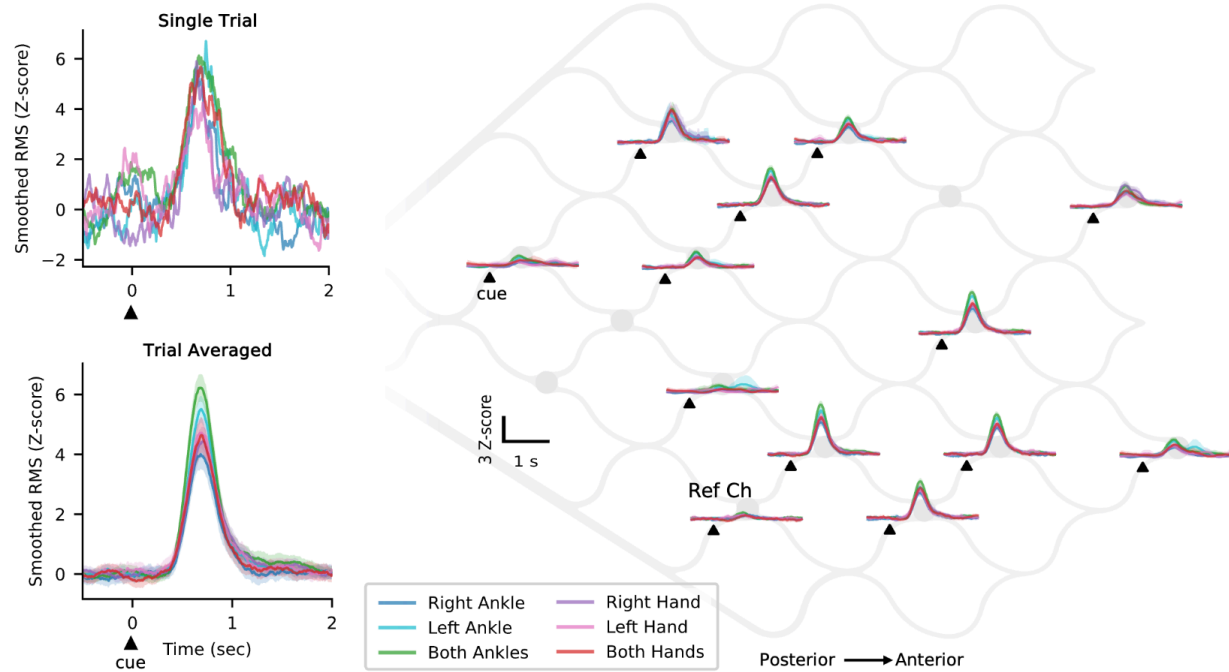 Single Trial
Smoothed RMS (Z-score)
6
4
2
0
−2
0
1
2
Trial Averaged
Smoothed RMS (Z-score)
6
4
2
0
0
1
2
Time (sec)
cue
cue
3 Z-score
1 s
Ref Ch
Right Ankle
Left Ankle
Both Ankles
Right Hand
Left Hand
Both Hands
Posterior
Anterior